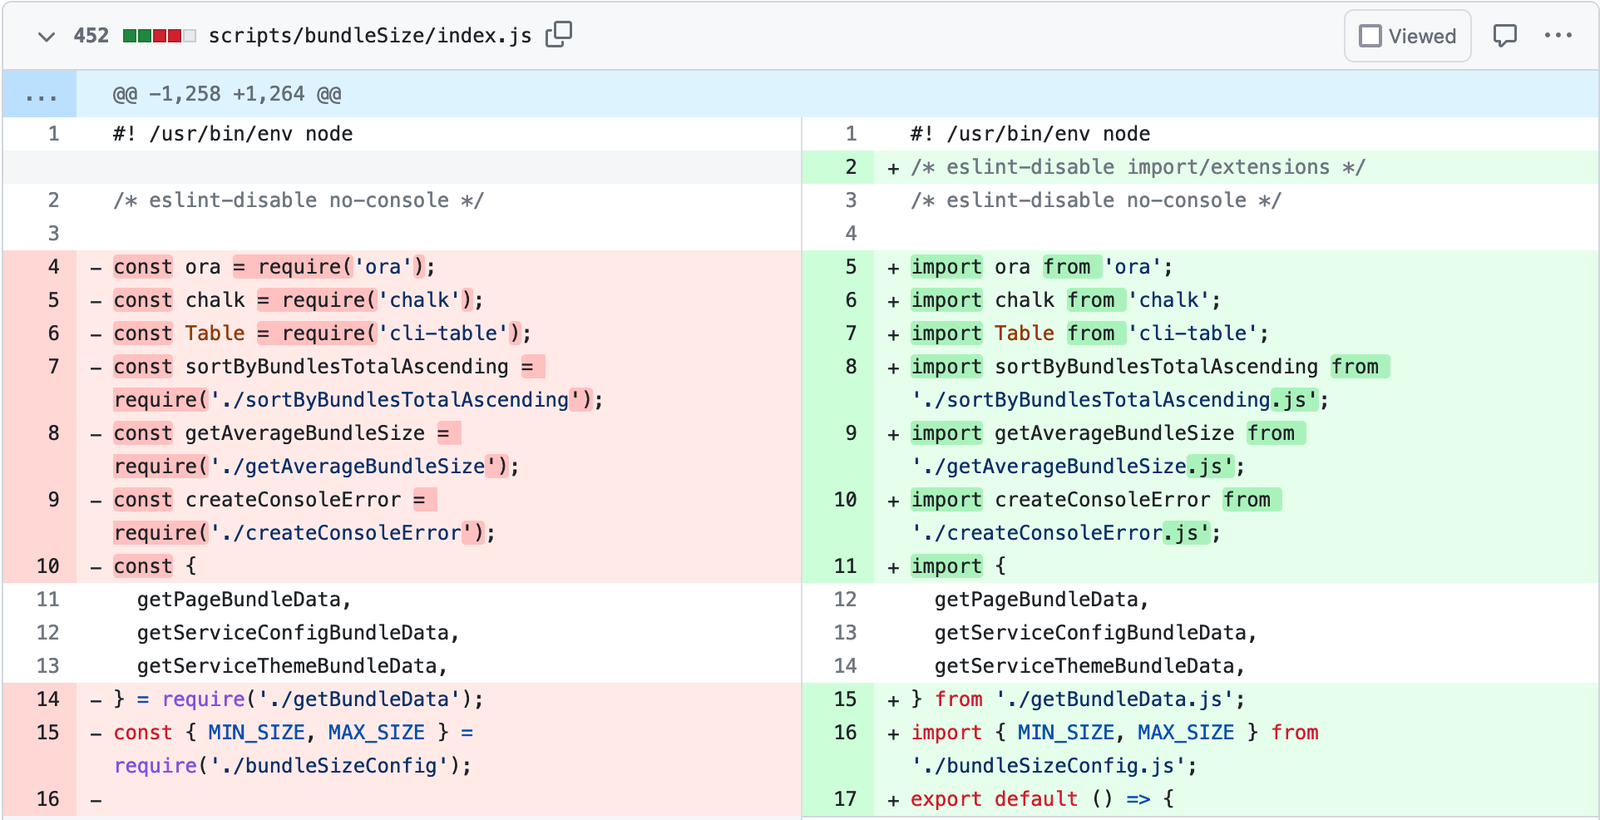 452 scripts/bundleSize/index.js Viewed
... @@ -1,258 +1,264 @@
1 #! /usr/bin/env node
2 /* eslint-disable no-console */
3
4 - const ora = require('ora');
5 - const chalk = require('chalk');
6 - const Table = require('cli-table');
7 - const sortByBundlesTotalAscending =
require('./sortByBundlesTotalAscending');
8 - const getAverageBundleSize =
require('./getAverageBundleSize');
9 - const createConsoleError =
require('./createConsoleError');
10 - const {
11 getPageBundleData,
12 getServiceConfigBundleData,
13 getServiceThemeBundleData,
14 - } = require('./getBundleData');
15 - const { MIN_SIZE, MAX_SIZE } =
require('./bundleSizeConfig');
16 -
1 #! /usr/bin/env node
2 + /* eslint-disable import/extensions */
3 /* eslint-disable no-console */
4
5 + import ora from 'ora';
6 + import chalk from 'chalk';
7 + import Table from 'cli-table';
8 + import sortByBundlesTotalAscending from
'./sortByBundlesTotalAscending.js';
9 + import getAverageBundleSize from
'./getAverageBundleSize.js';
10 + import createConsoleError from
'./createConsoleError.js';
11 + import {
12 getPageBundleData,
13 getServiceConfigBundleData,
14 getServiceThemeBundleData,
15 + } from './getBundleData.js';
16 + import { MIN_SIZE, MAX_SIZE } from
'./bundleSizeConfig.js';
17 + export default () => {